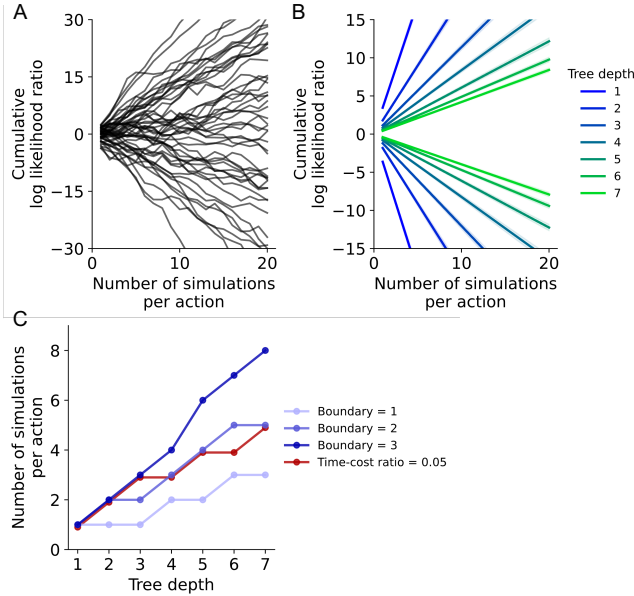 A
Cumulative
log likelihood ratio
30
15
0
−15
−30
0
10
20
Number of simulations
per action
B
Cumulative
log likelihood ratio
15
10
5
0
−5
−10
−15
0
10
20
Number of simulations
per action
Tree depth
1
2
3
4
5
6
7
C
Number of simulations
per action
8
6
4
2
0
1
2
3
4
5
6
7
Tree depth
Boundary = 1
Boundary = 2
Boundary = 3
Time-cost ratio = 0.05